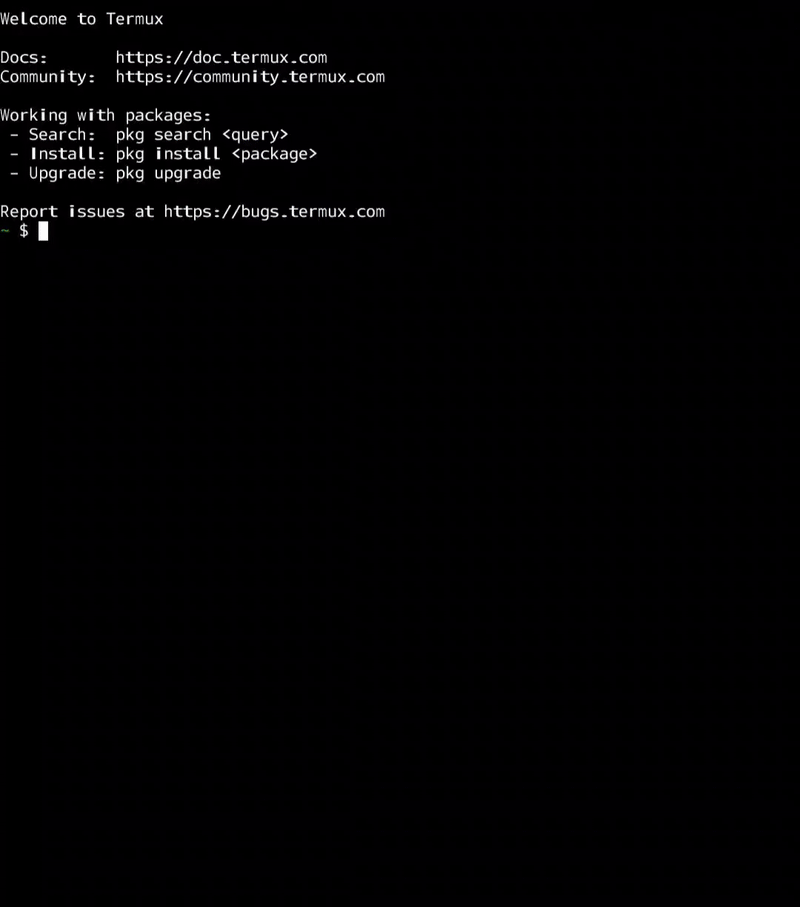 Welcome to Termux
Docs:       https://doc.termux.com
Community:  https://community.termux.com
Working with packages:
 - Search:  pkg search <query>
 - Install: pkg install <package>
 - Upgrade: pkg upgrade
Report issues at https://bugs.termux.com
~ $